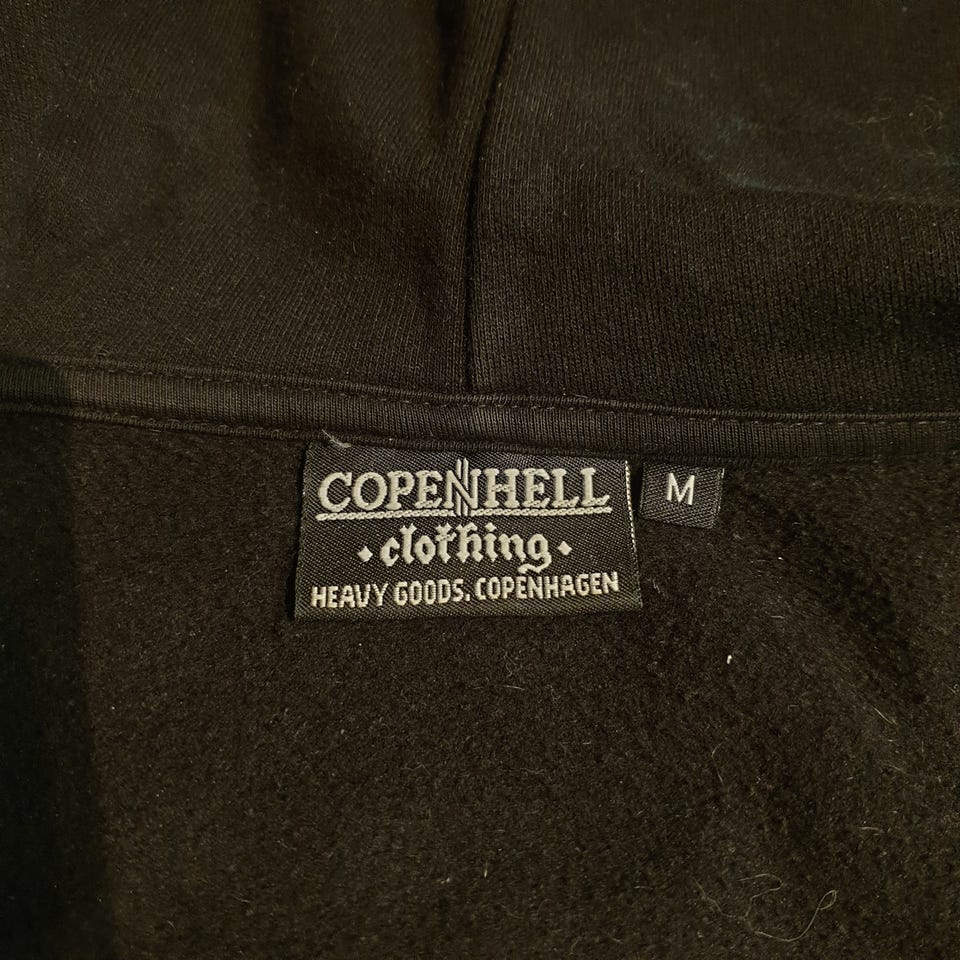 COPENHELL
M
• clothing •
HEAVY GOODS, COPENHAGEN